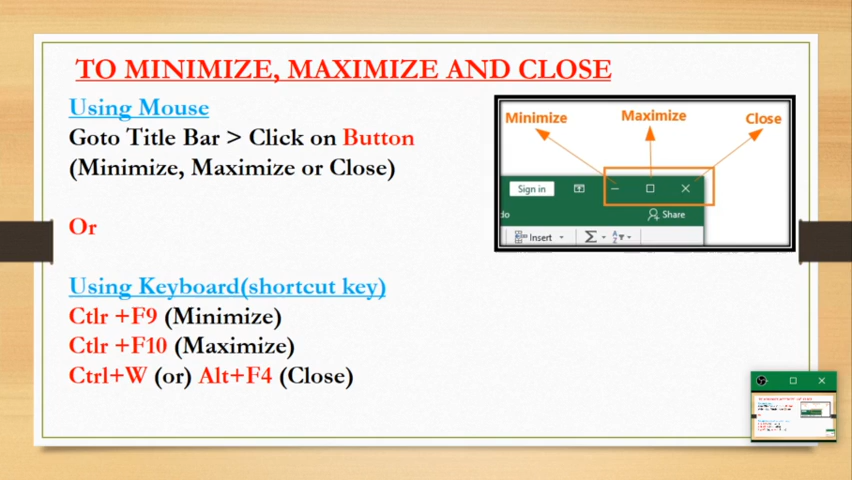 TO MINIMIZE, MAXIMIZE AND CLOSE
Using Mouse
Goto Title Bar > Click on Button
(Minimize, Maximize or Close)
Or
Using Keyboard(shortcut key)
Ctlr +F9 (Minimize)
Ctlr +F10 (Maximize)
Ctrl+W (or) Alt+F4 (Close)
Minimize
Maximize
Close
Sign in
do
Share
Insert